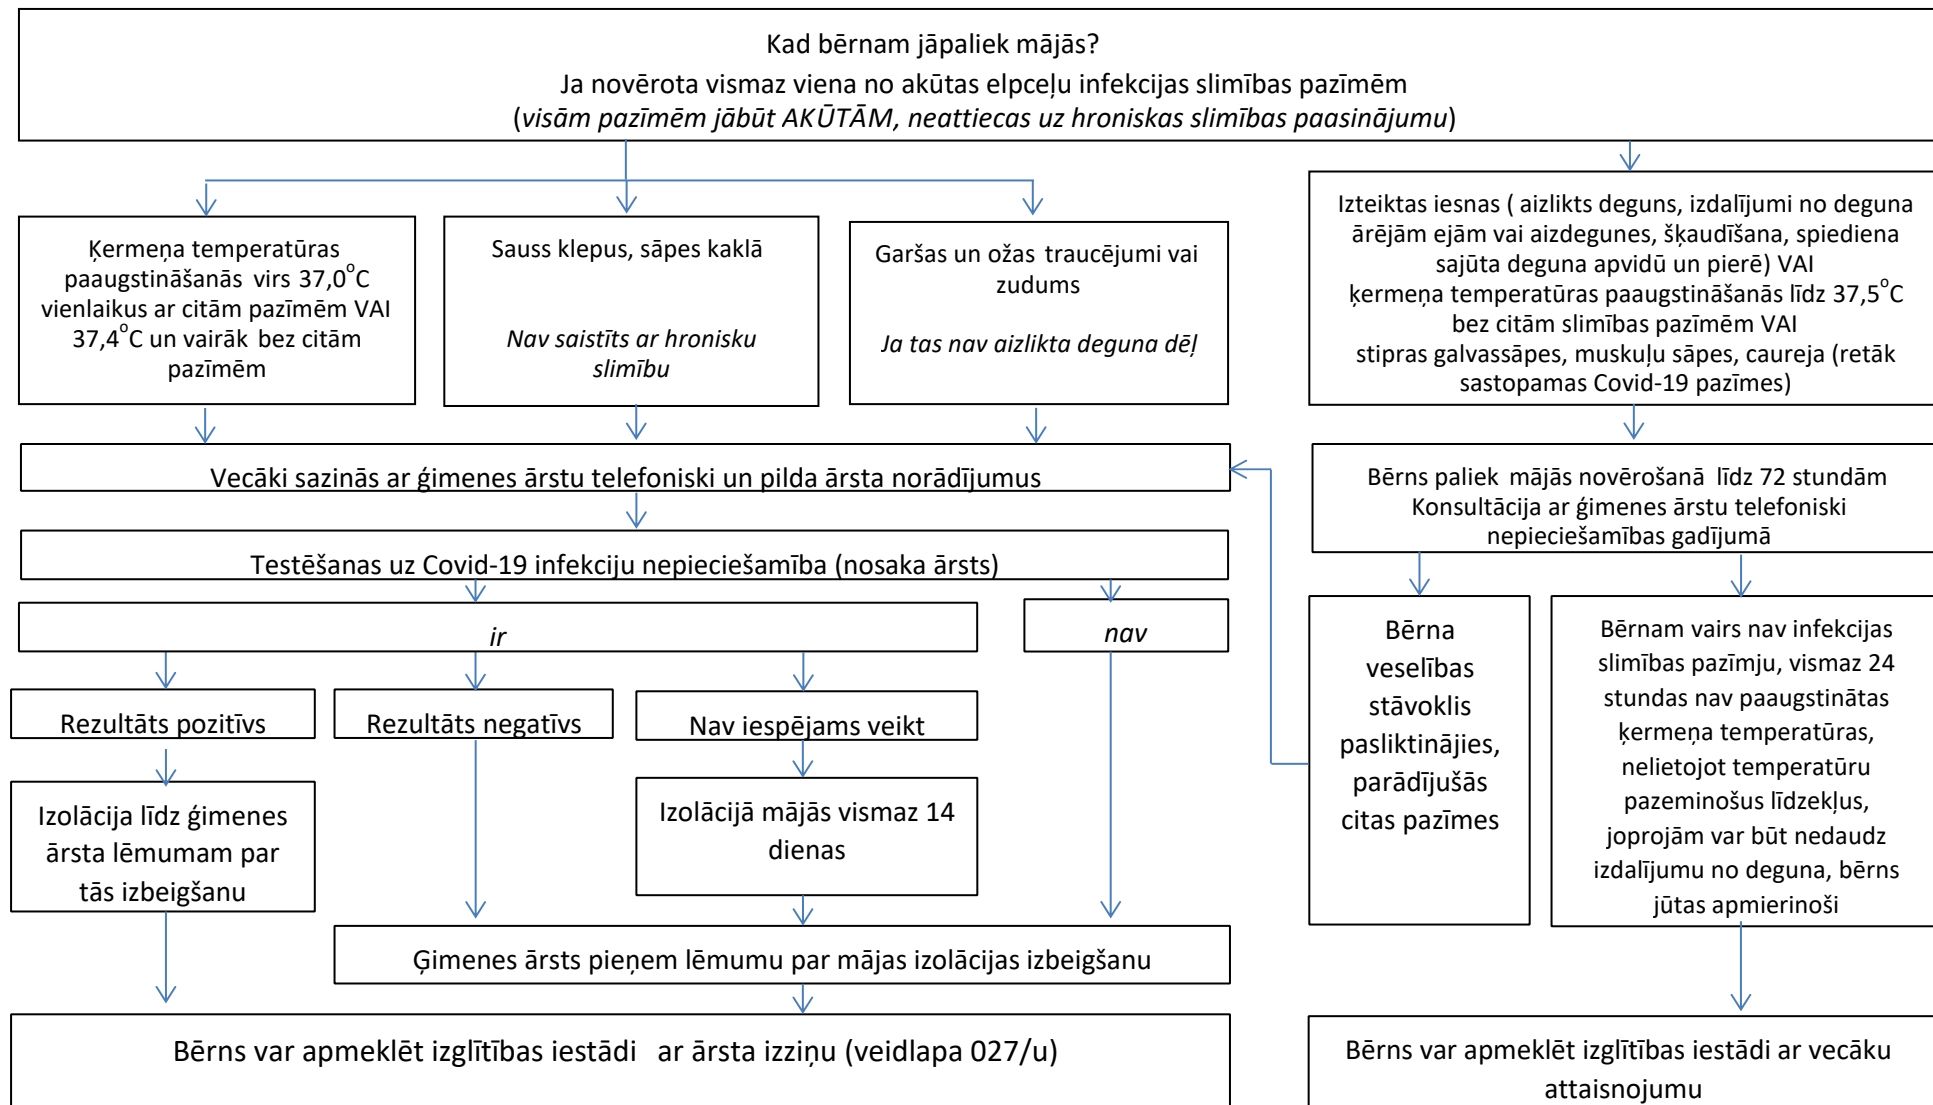 Kad bērnam jāpaliek mājās?
Ja novērota vismaz viena no akūtas elpceļu infekcijas slimības pazīmēm
(visām pazīmēm jābūt AKŪTĀM, neattiecas uz hroniskas slimības paasinājumu)
Ķermeņa temperatūras
paaugstināšanās virs 37,0°C
vienlaikus ar citām pazīmēm VAI
37,4°C un vairāk bez citām
pazīmēm
Sauss klepus, sāpes kaklā
Nav saistīts ar hronisku
slimību
Garšas un ožas traucējumi vai
zudums
Ja tas nav aizlikta deguna dēļ
Izteiktas iesnas ( aizlikts deguns, izdalījumi no deguna
ārējām ejām vai aizdegunes, šķaudīšana, spiediena
sajūta deguna apvidū un pierē) VAI
ķermeņa temperatūras paaugstināšanās līdz 37,5°C
bez citām slimības pazīmēm VAI
stipras galvassāpes, muskuļu sāpes, caureja (retāk
sastopamas Covid-19 pazīmes)
Vecāki sazinās ar ģimenes ārstu telefoniski un pilda ārsta norādījumus
Bērns paliek mājās novērošanā līdz 72 stundām
Konsultācija ar ģimenes ārstu telefoniski
nepieciešamības gadījumā
Testēšanas uz Covid-19 infekciju nepieciešamība (nosaka ārsts)
ir
nav
Rezultāts pozitīvs
Rezultāts negatīvs
Nav iespējams veikt
Izolācija līdz ģimenes
ārsta lēmumam par
tās izbeigšanu
Izolācijā mājās vismaz 14
dienas
Bērna
veselības
stāvoklis
pasliktinājies,
parādījušās
citas pazīmes
Bērnam vairs nav infekcijas
slimības pazīmju, vismaz 24
stundas nav paaugstinātas
ķermeņa temperatūras,
nelietojot temperatūru
pazeminošus līdzekļus,
joprojām var būt nedaudz
izdalījumu no deguna, bērns
jūtas apmierinoši
Ģimenes ārsts pieņem lēmumu par mājas izolācijas izbeigšanu
Bērns var apmeklēt izglītības iestādi ar ārsta izziņu (veidlapa 027/u)
Bērns var apmeklēt izglītības iestādi ar vecāku
attaisnojumu